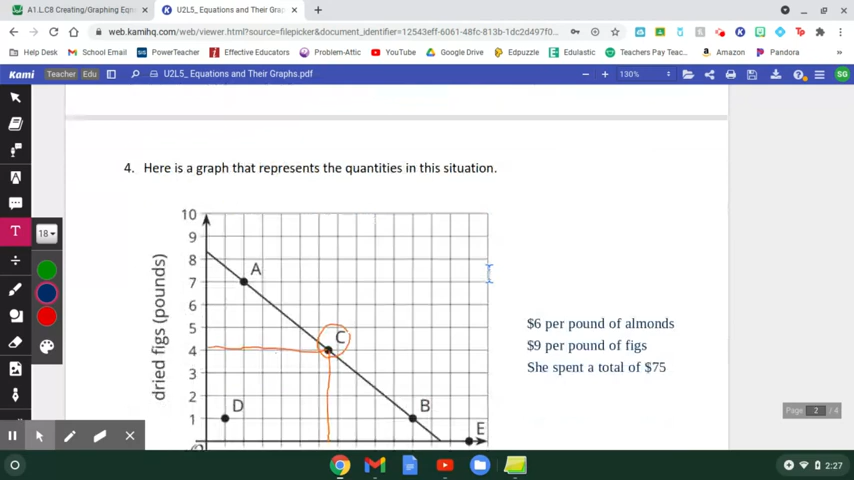 A1.L.C8 Creating/Graphing Equ
U2L5_ Equations and Their Grap
web.kamihq.com/web/viewer.html?source=filepicker&document_identifier=12543eff-6061-48fc-813b-1dc2d497f0...
Help Desk School Email SIS PowerTeacher Effective Educators Problem-Attic YouTube Google Drive Edpuzzle Edulastic Teachers Pay Teac... Amazon Pandora
Kami Teacher Edu U2L5_ Equations and Their Graphs.pdf 130% SG
18
4. Here is a graph that represents the quantities in this situation.
10
9
8
7
6
5
4
3
2
1
dried figs (pounds)
A
C
D
B
E
$6 per pound of almonds
$9 per pound of figs
She spent a total of $75
Page 2 / 4
2:27